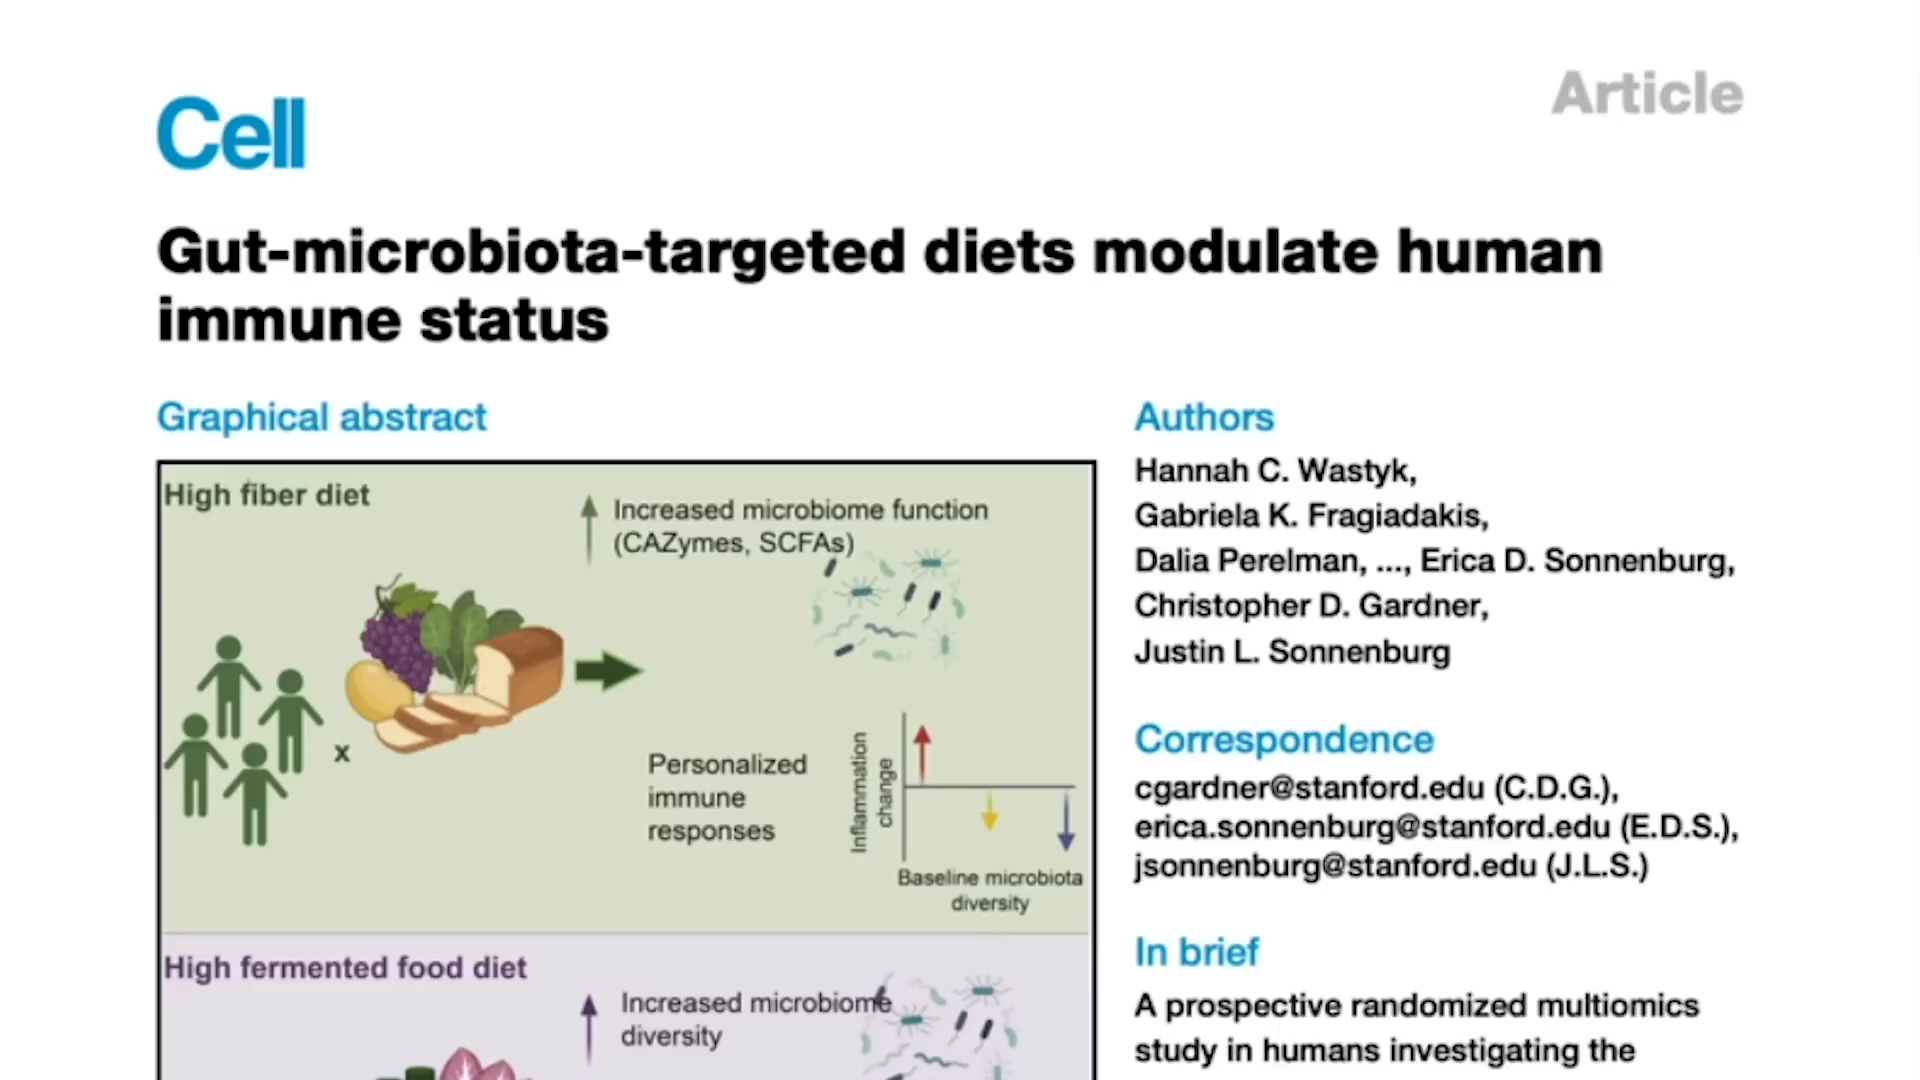 Article
Cell
Gut-microbiota-targeted diets modulate human
immune status
Graphical abstract
High fiber diet
Increased microbiome function
(CAZymes, SCFAs)
x
Personalized
immune
responses
Inflammation
change
Baseline microbiota
diversity
High fermented food diet
Increased microbiome
diversity
Authors
Hannah C. Wastyk,
Gabriela K. Fragiadakis,
Dalia Perelman, ..., Erica D. Sonnenburg,
Christopher D. Gardner,
Justin L. Sonnenburg
Correspondence
cgardner@stanford.edu (C.D.G.),
erica.sonnenburg@stanford.edu (E.D.S.),
jsonnenburg@stanford.edu (J.L.S.)
In brief
A prospective randomized multiomics
study in humans investigating the